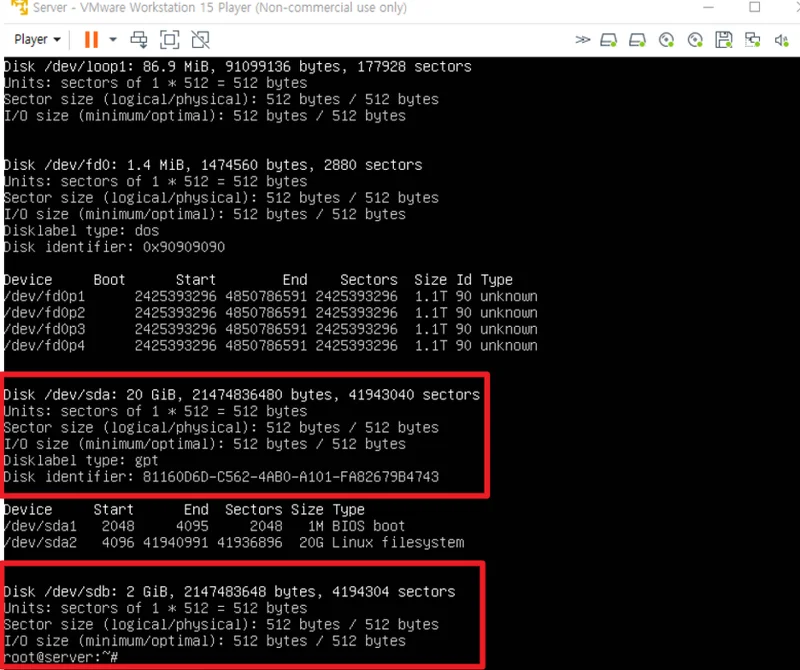 Server - VMware Workstation 15 Player (Non-commercial use only)
Player
Disk /dev/loop1: 86.9 MiB, 91099136 bytes, 177928 sectors
Units: sectors of 1 * 512 = 512 bytes
Sector size (logical/physical): 512 bytes / 512 bytes
I/O size (minimum/optimal): 512 bytes / 512 bytes
Disk /dev/fd0: 1.4 MiB, 1474560 bytes, 2880 sectors
Units: sectors of 1 * 512 = 512 bytes
Sector size (logical/physical): 512 bytes / 512 bytes
I/O size (minimum/optimal): 512 bytes / 512 bytes
Disklabel type: dos
Disk identifier: 0x90909090
Device Boot Start End Sectors Size Id Type
/dev/fd0p1 2425393296 4850786591 2425393296 1.1T 90 unknown
/dev/fd0p2 2425393296 4850786591 2425393296 1.1T 90 unknown
/dev/fd0p3 2425393296 4850786591 2425393296 1.1T 90 unknown
/dev/fd0p4 2425393296 4850786591 2425393296 1.1T 90 unknown
Disk /dev/sda: 20 GiB, 21474836480 bytes, 41943040 sectors
Units: sectors of 1 * 512 = 512 bytes
Sector size (logical/physical): 512 bytes / 512 bytes
I/O size (minimum/optimal): 512 bytes / 512 bytes
Disklabel type: gpt
Disk identifier: 81160D6D-C562-4AB0-A101-FA82679B4743
Device Start End Sectors Size Type
/dev/sda1 2048 4095 2048 1M BIOS boot
/dev/sda2 4096 41940991 41936896 20G Linux filesystem
Disk /dev/sdb: 2 GiB, 2147483648 bytes, 4194304 sectors
Units: sectors of 1 * 512 = 512 bytes
Sector size (logical/physical): 512 bytes / 512 bytes
I/O size (minimum/optimal): 512 bytes / 512 bytes
root@server:~#